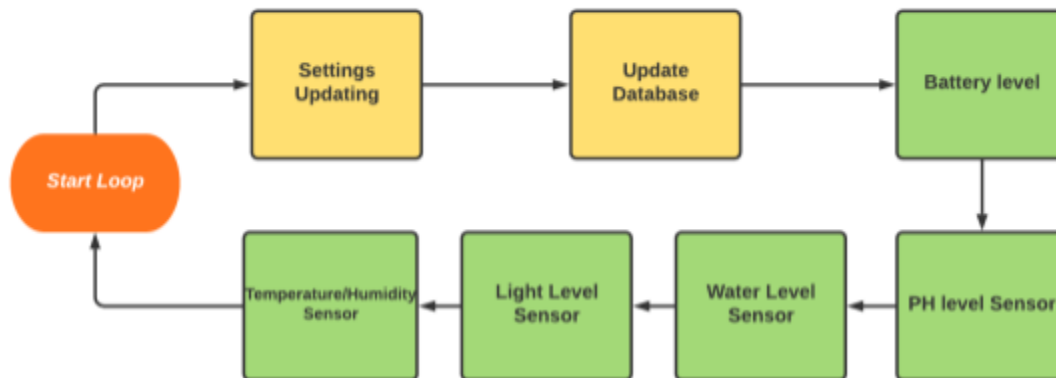 Settings
Updating
Update
Database
Battery level
Start Loop
Temperature/Humidity
Sensor
Light Level
Sensor
Water Level
Sensor
PH level Sensor